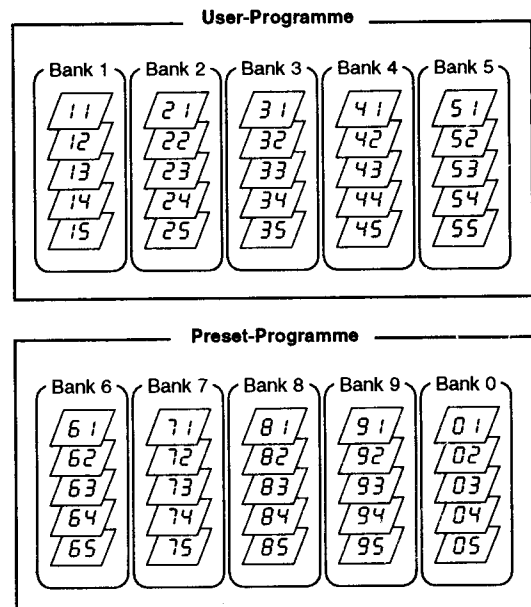 User-Programme
Bank 1 Bank 2 Bank 3 Bank 4 Bank 5
11 21 31 41 51
12 22 32 42 52
13 23 33 43 53
14 24 34 44 54
15 25 35 45 55
Preset-Programme
Bank 6 Bank 7 Bank 8 Bank 9 Bank 0
61 71 81 91 01
62 72 82 92 02
63 73 83 93 03
64 74 84 94 04
65 75 85 95 05